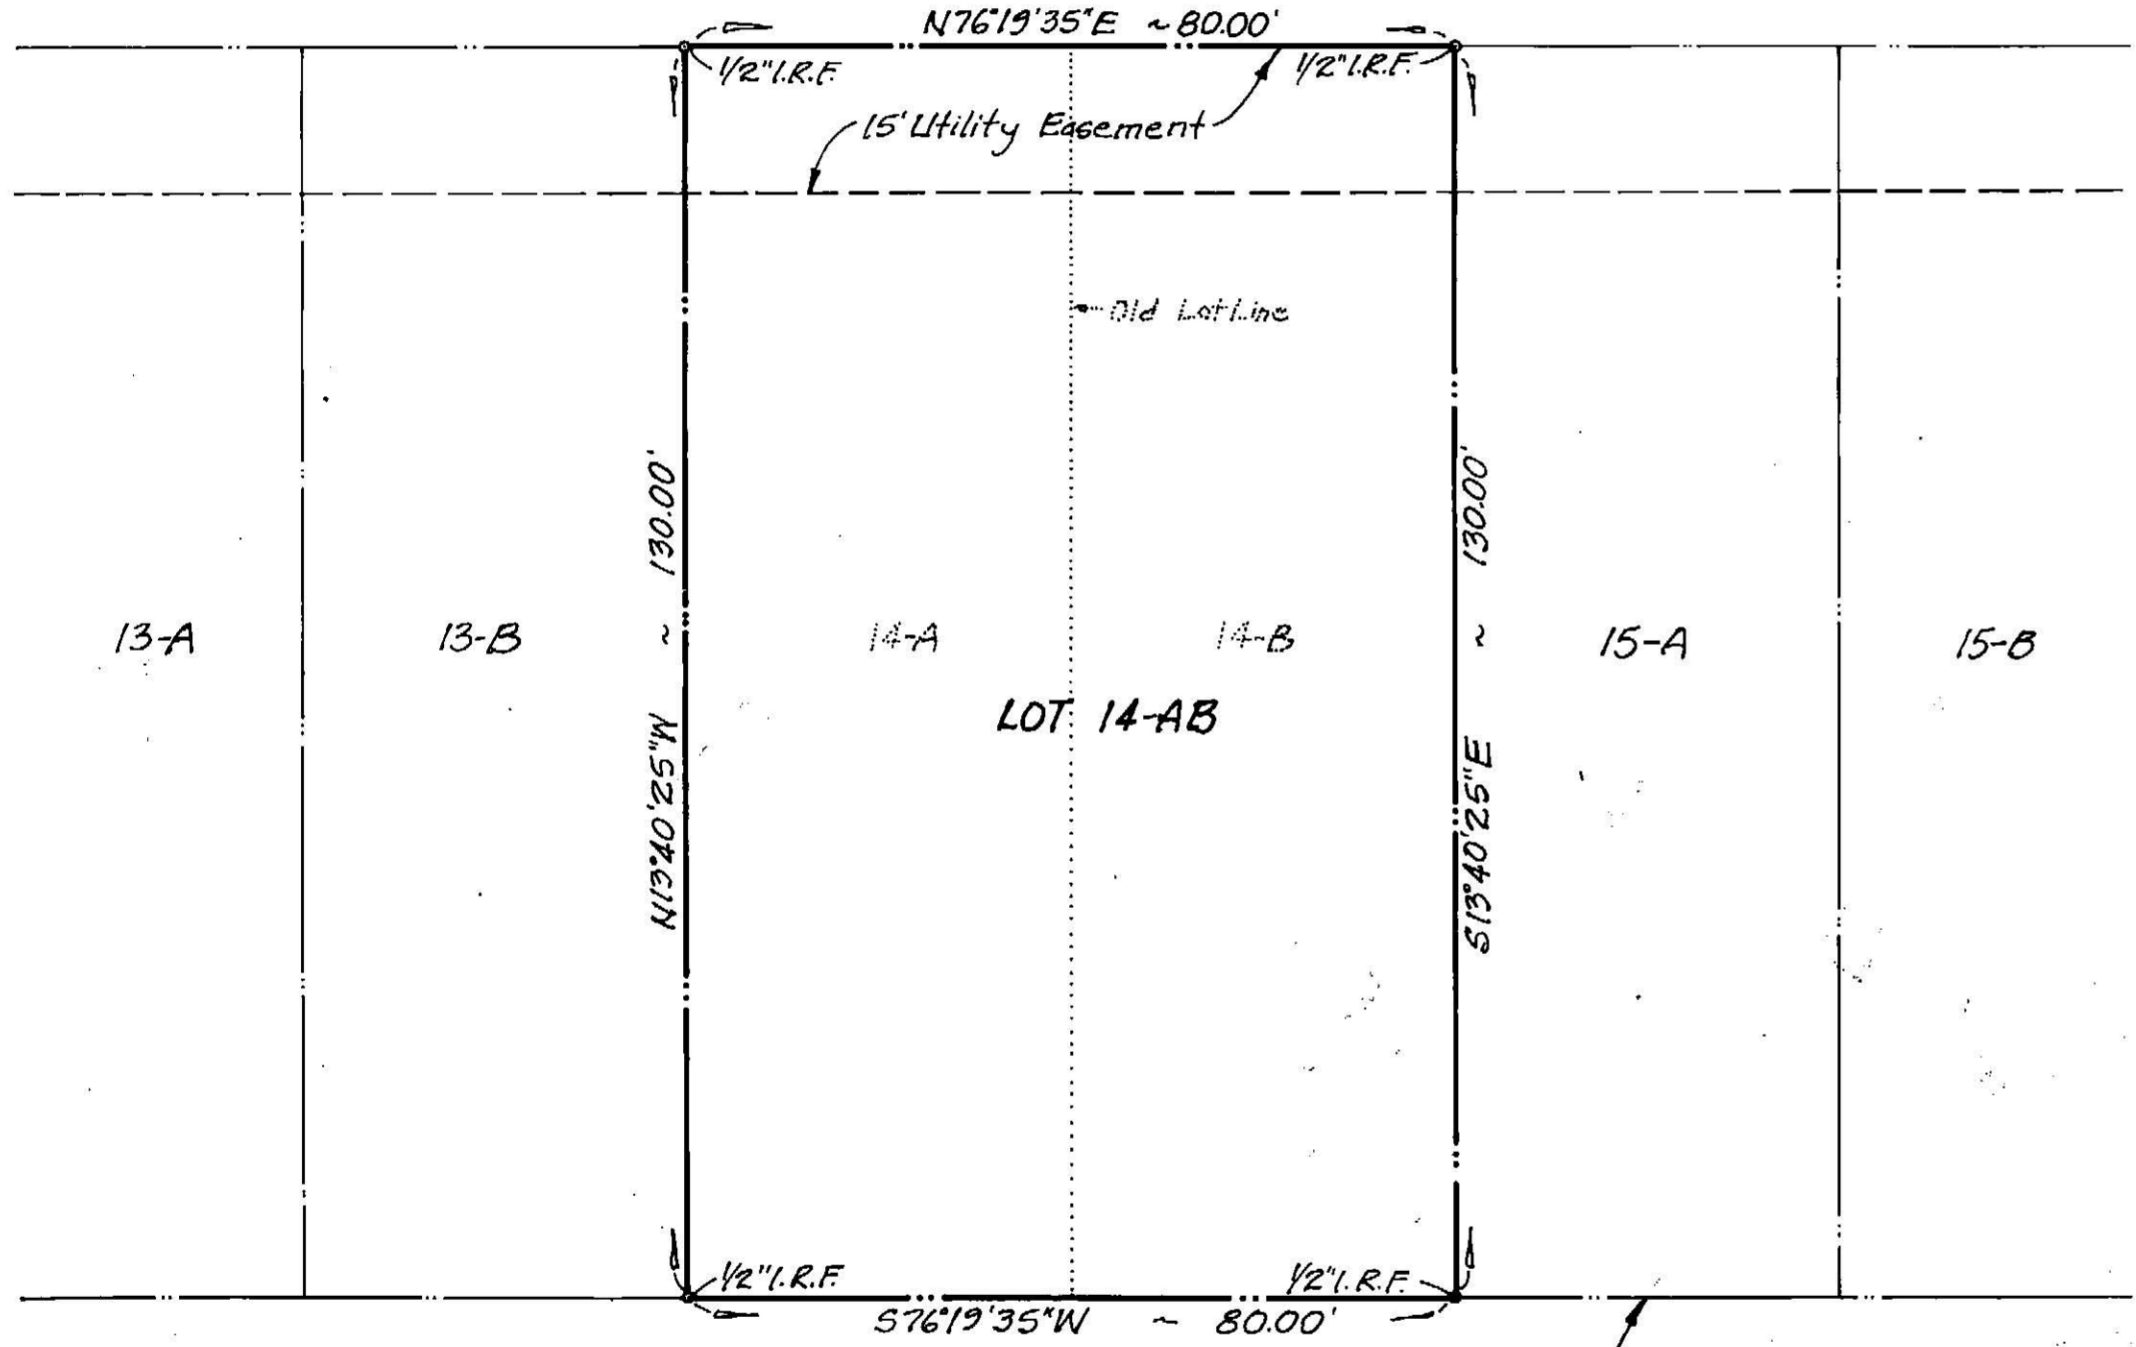 N76°19'35"E ~ 80.00'
1/2" I.R.F.
1/2" I.R.F.
15' Utility Easement
Old Lot Line
130.00'
130.00'
13-A
13-B
~
14-A
14-B
~
15-A
15-B
LOT 14-AB
N13°40'25"W
S13°40'25"E
1/2" I.R.F.
1/2" I.R.F.
S76°19'35"W ~ 80.00'